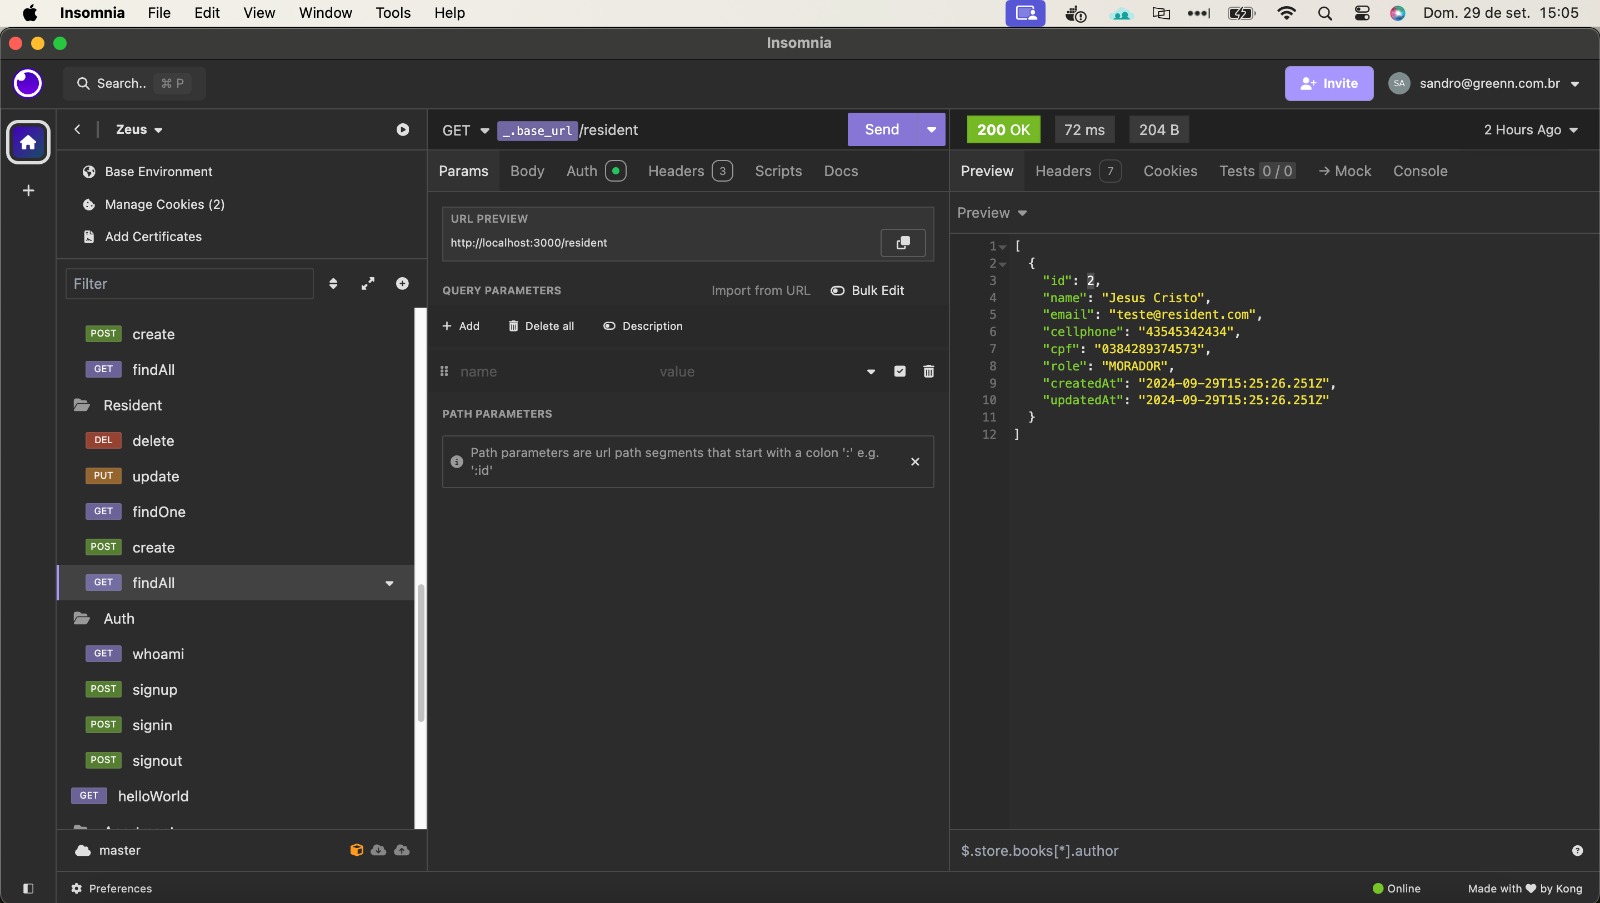 Insomnia File Edit View Window Tools Help Dom. 29 de set. 15:05
Insomnia
Search.. ⌘ P Invite SA sandro@greenn.com.br
Zeus
Base Environment
Manage Cookies (2)
Add Certificates
Filter
POST create
GET findAll
Resident
DEL delete
PUT update
GET findOne
POST create
GET findAll
Auth
GET whoami
POST signup
POST signin
POST signout
GET helloWorld
master
Preferences
GET _.base_url/resident Send
Params Body Auth Headers 3 Scripts Docs
URL PREVIEW
http://localhost:3000/resident
QUERY PARAMETERS Import from URL Bulk Edit
+ Add Delete all Description
name value
PATH PARAMETERS
Path parameters are url path segments that start with a colon ':' e.g.
':id'
200 OK 72 ms 204 B 2 Hours Ago
Preview Headers 7 Cookies Tests 0 / 0 → Mock Console
Preview
1 [
2 {
3 "id": 2,
4 "name": "Jesus Cristo",
5 "email": "teste@resident.com",
6 "cellphone": "43545342434",
7 "cpf": "0384289374573",
8 "role": "MORADOR",
9 "createdAt": "2024-09-29T15:25:26.251Z",
10 "updatedAt": "2024-09-29T15:25:26.251Z"
11 }
12 ]
$.store.books[*].author
Online Made with ❤ by Kong